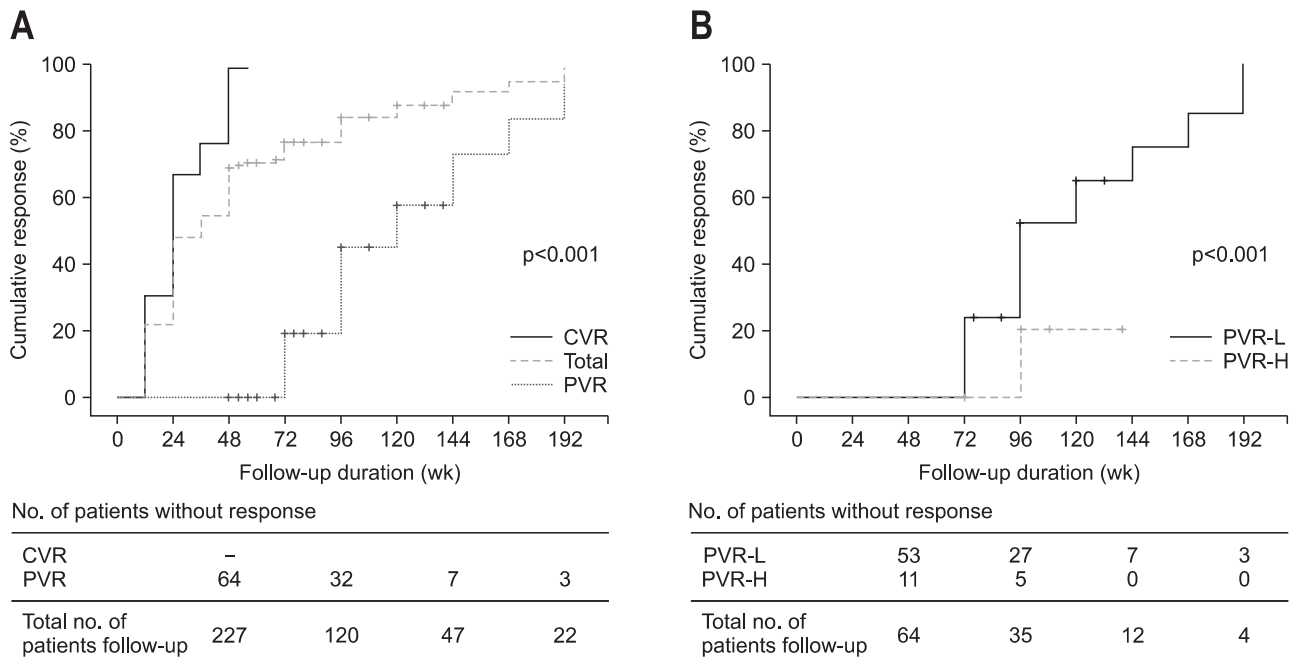 A
100
80
60
40
20
0
Cumulative response (%)
p<0.001
CVR
Total
PVR
0 24 48 72 96 120 144 168 192
Follow-up duration (wk)
No. of patients without response
CVR –
PVR 64 32 7 3
Total no. of
patients follow-up 227 120 47 22
B
100
80
60
40
20
0
Cumulative response (%)
p<0.001
PVR-L
PVR-H
0 24 48 72 96 120 144 168 192
Follow-up duration (wk)
No. of patients without response
PVR-L 53 27 7 3
PVR-H 11 5 0 0
Total no. of
patients follow-up 64 35 12 4